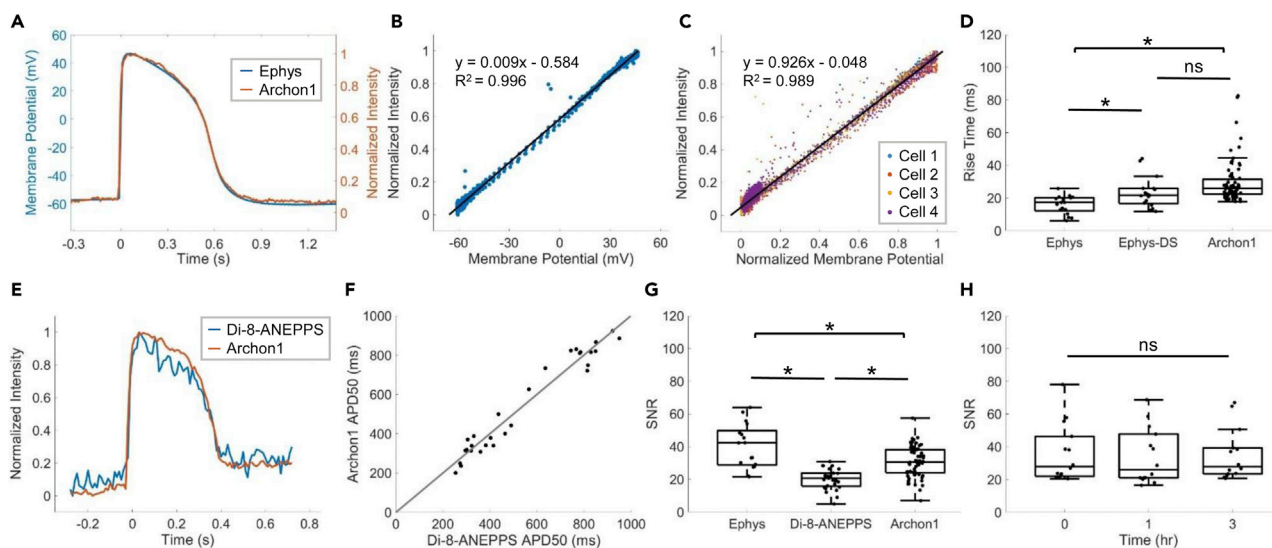 A
Membrane Potential (mV)
60
40
20
0
-20
-40
-60
Ephys
Archon1
1
0.8
0.6
0.4
0.2
0
Normalized Intensity
-0.3
0
0.3
0.6
0.9
1.2
Time (s)
B
y = 0.009x - 0.584
R² = 0.996
Normalized Intensity
1.0
0.8
0.6
0.4
0.2
0
-60
-30
0
30
60
Membrane Potential (mV)
C
y = 0.926x - 0.048
R² = 0.989
Normalized Intensity
1.0
0.8
0.6
0.4
0.2
0
Cell 1
Cell 2
Cell 3
Cell 4
0
0.2
0.4
0.6
0.8
1
Normalized Membrane Potential
D
Rise Time (ms)
120
100
80
60
40
20
0
*
ns
*
Ephys
Ephys-DS
Archon1
E
Normalized Intensity
1
0.8
0.6
0.4
0.2
0
Di-8-ANEPPS
Archon1
-0.2
0
0.2
0.4
0.6
0.8
Time (s)
F
Archon1 APD50 (ms)
1000
800
600
400
200
0
200
400
600
800
1000
Di-8-ANEPPS APD50 (ms)
G
SNR
120
100
80
60
40
20
0
*
*
*
Ephys
Di-8-ANEPPS
Archon1
H
SNR
120
100
80
60
40
20
0
ns
0
1
3
Time (hr)